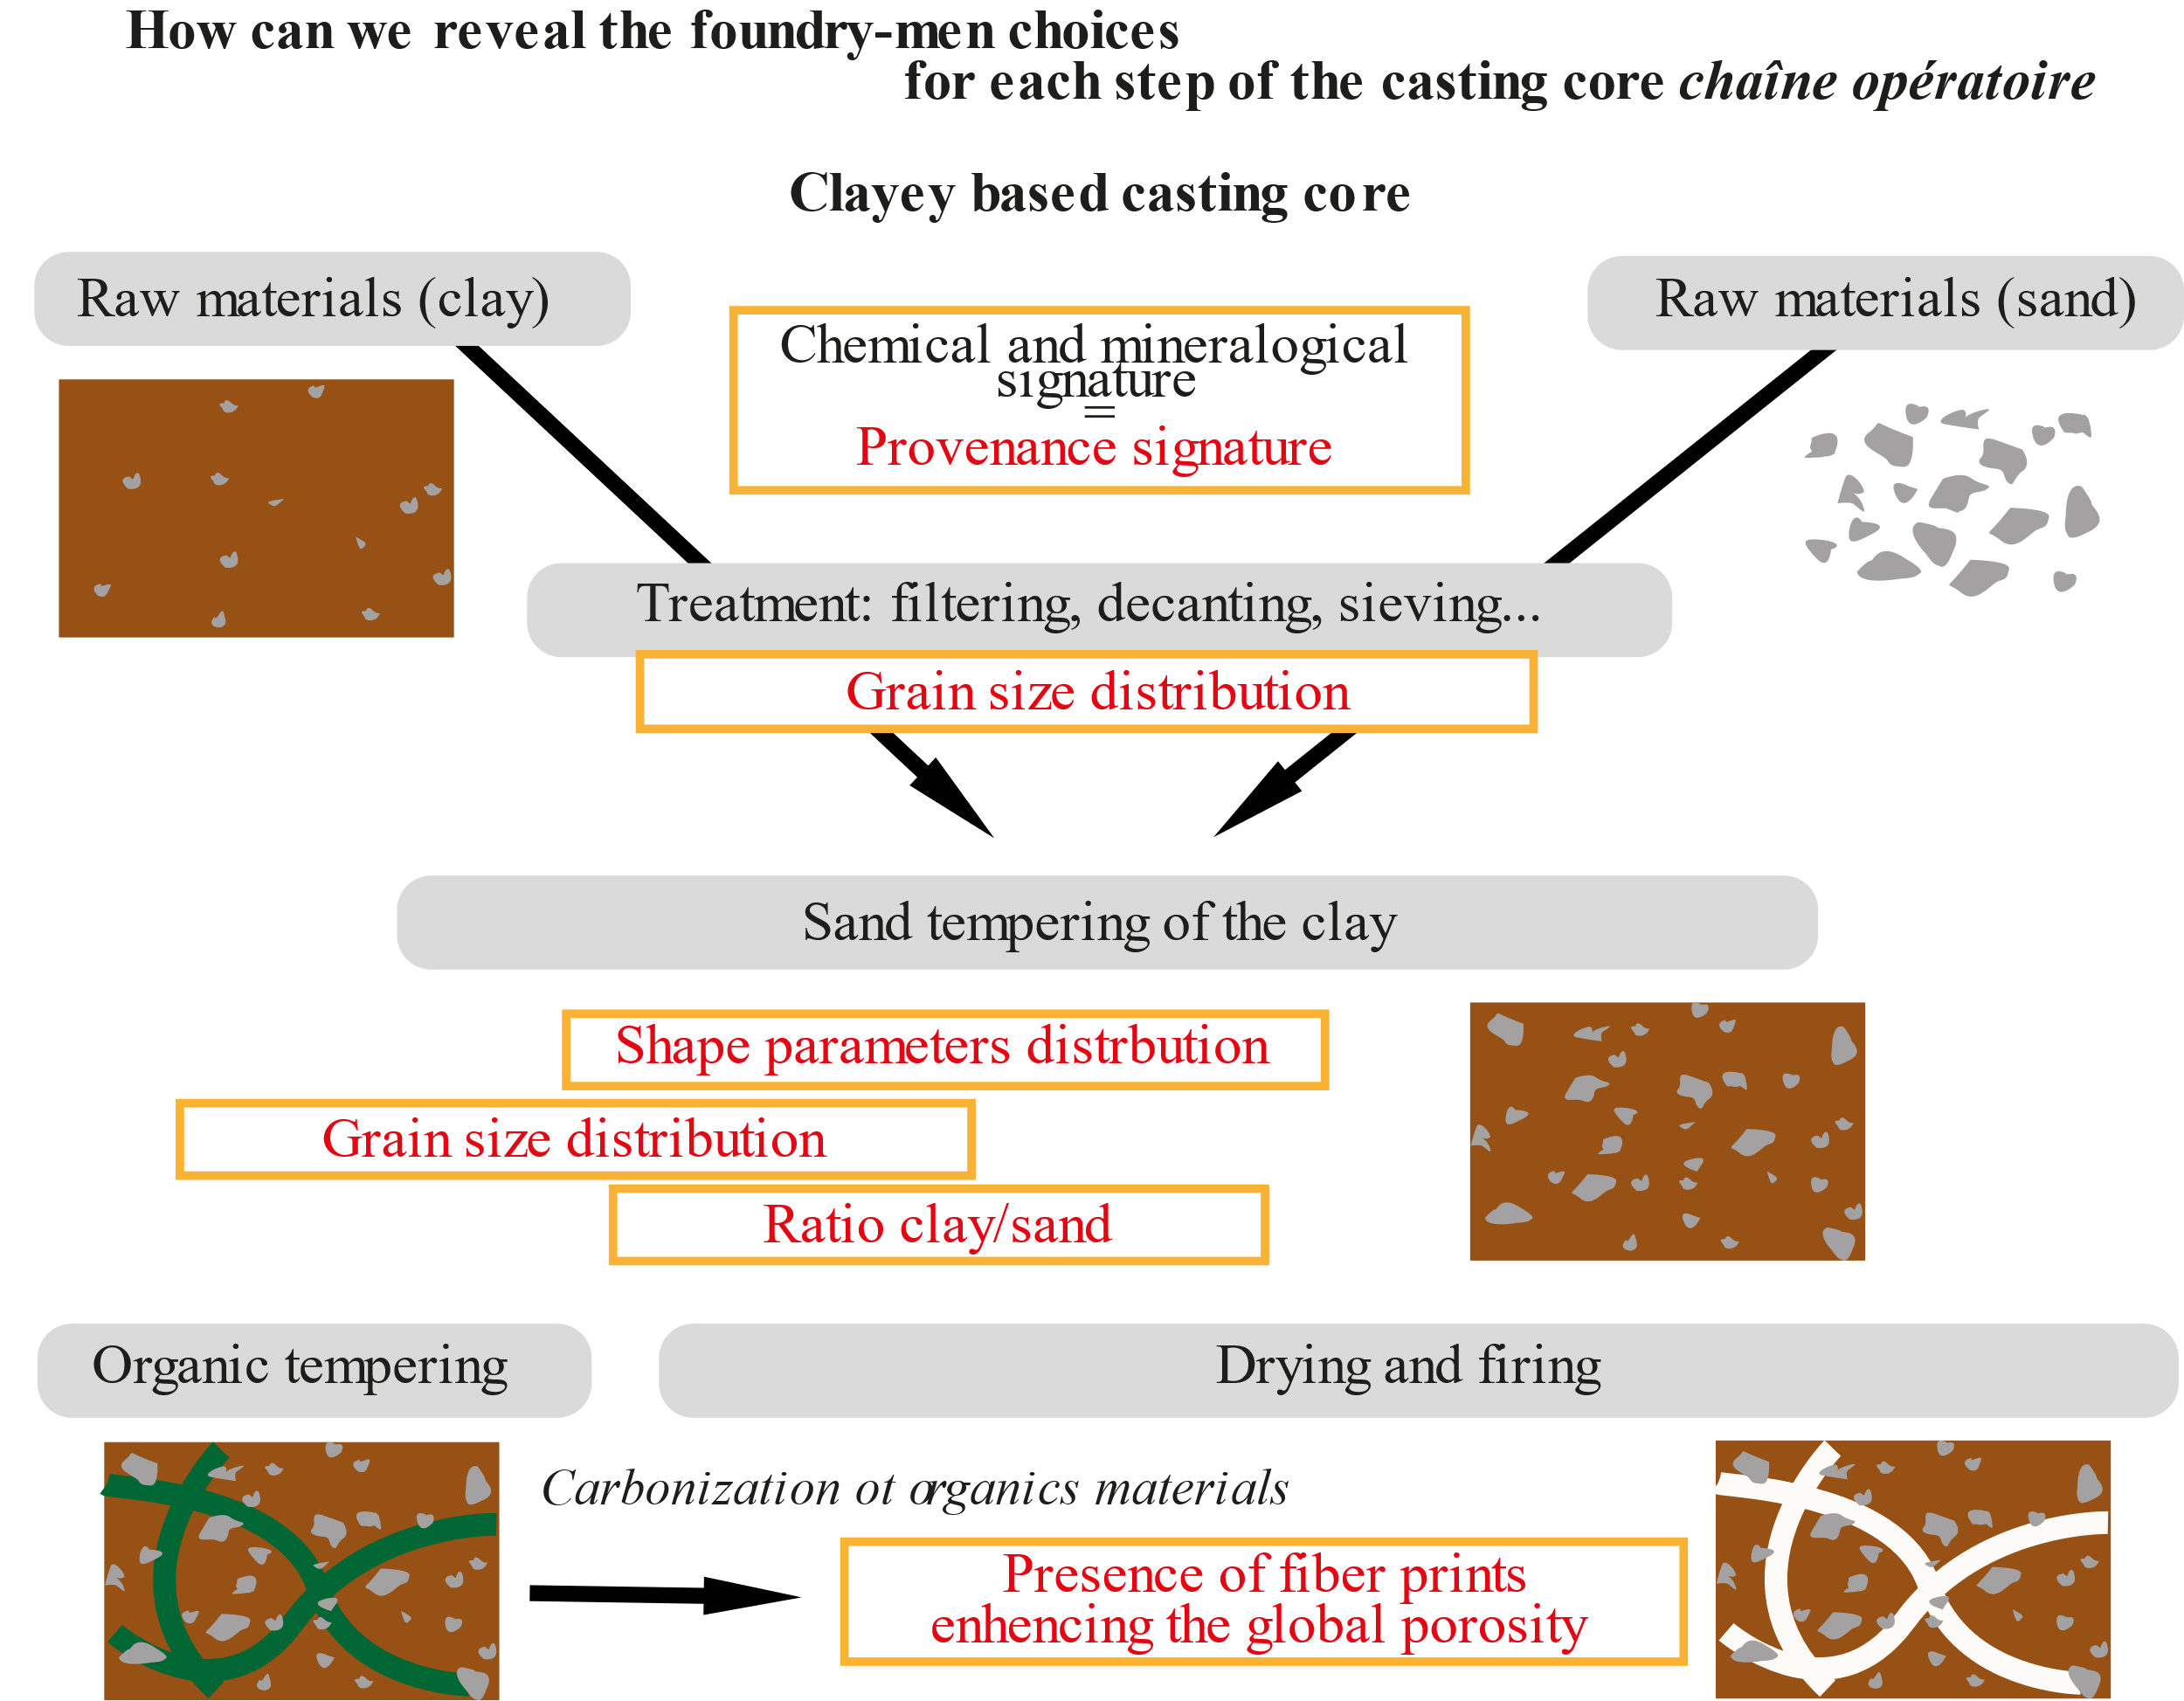 How can we reveal the foundry-men choices
for each step of the casting core chaîne opératoire
Clayey based casting core
Raw materials (clay)
Raw materials (sand)
Chemical and mineralogical
signature
=
Provenance signature
Treatment: filtering, decanting, sieving...
Grain size distribution
Sand tempering of the clay
Shape parameters distrbution
Grain size distribution
Ratio clay/sand
Organic tempering
Drying and firing
Carbonization ot organics materials
Presence of fiber prints
enhencing the global porosity